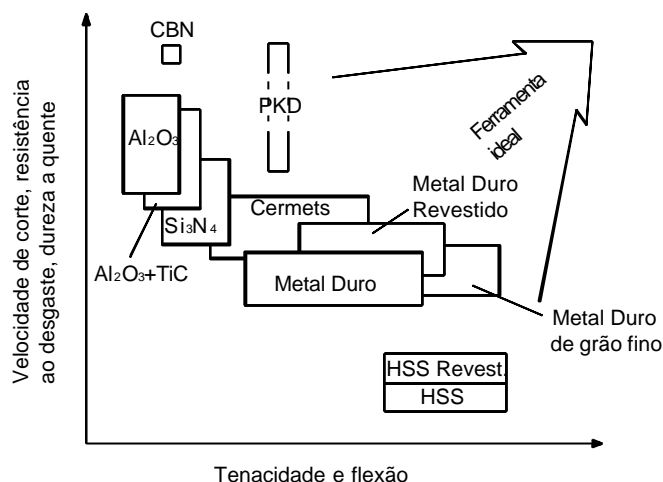 CBN
PKD
Al₂O₃
Si₃N₄
Al₂O₃+TiC
Cermets
Metal Duro
Revestido
Metal Duro
Metal Duro
de grão fino
HSS Revest.
HSS
Ferramenta
ideal
Velocidade de corte, resistência
ao desgaste, dureza a quente
Tenacidade e flexão